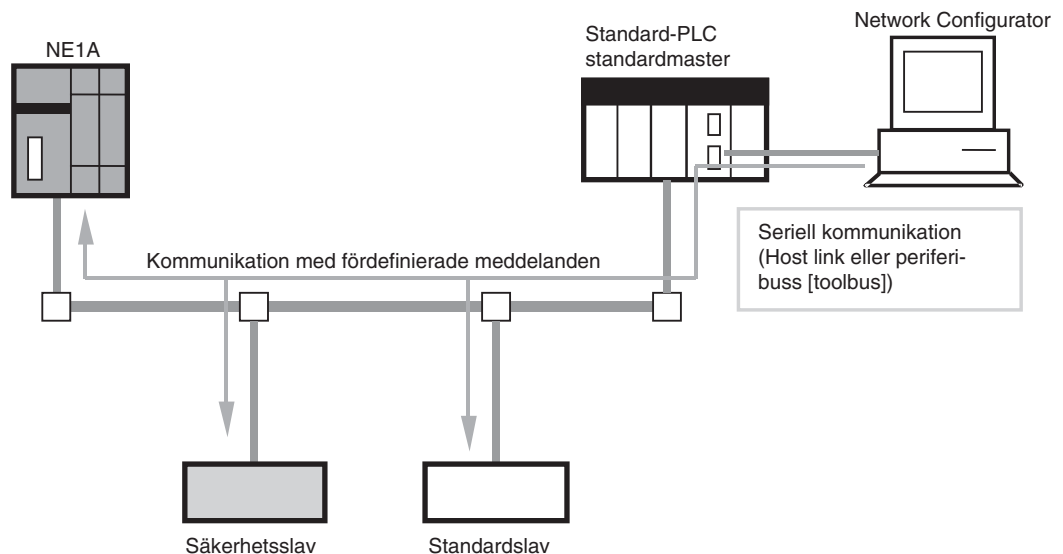 Network Configurator
Standard-PLC
standardmaster
NE1A
Seriell kommunikation
(Host link eller periferi-
buss [toolbus])
Kommunikation med fördefinierade meddelanden
Säkerhetsslav
Standardslav